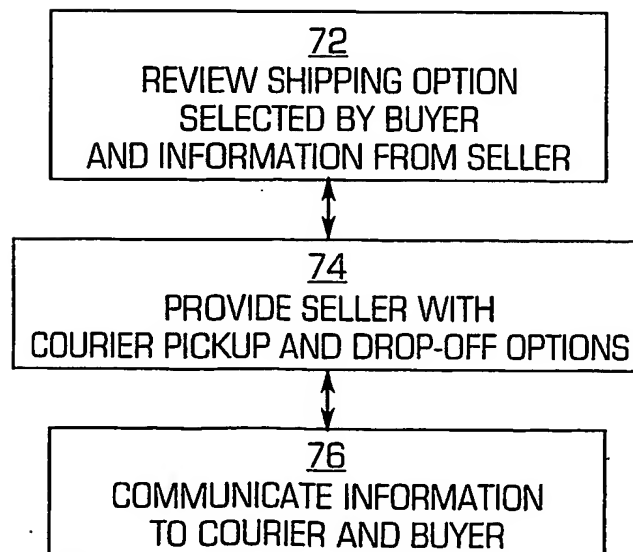 72
REVIEW SHIPPING OPTION
SELECTED BY BUYER
AND INFORMATION FROM SELLER
74
PROVIDE SELLER WITH
COURIER PICKUP AND DROP-OFF OPTIONS
76
COMMUNICATE INFORMATION
TO COURIER AND BUYER